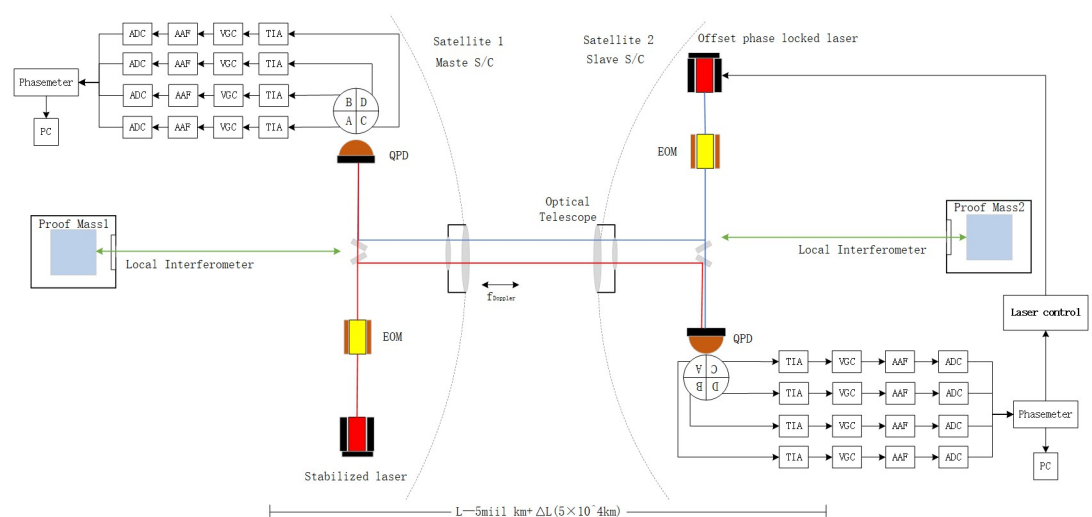 ADC AAF VGC TIA
ADC AAF VGC TIA
ADC AAF VGC TIA
ADC AAF VGC TIA
Phasemeter
PC
B D
A C
QPD
Satellite 1
Maste S/C
Satellite 2
Slave S/C
Offset phase locked laser
EOM
Optical
Telescope
Proof Mass1
Local Interferometer
Proof Mass2
Local Interferometer
fDoppler
EOM
Stabilized laser
QPD
A C
B D
TIA VGC AAF ADC
TIA VGC AAF ADC
TIA VGC AAF ADC
TIA VGC AAF ADC
Laser control
Phasemeter
PC
L—5miil km+△L(5×10^4km)